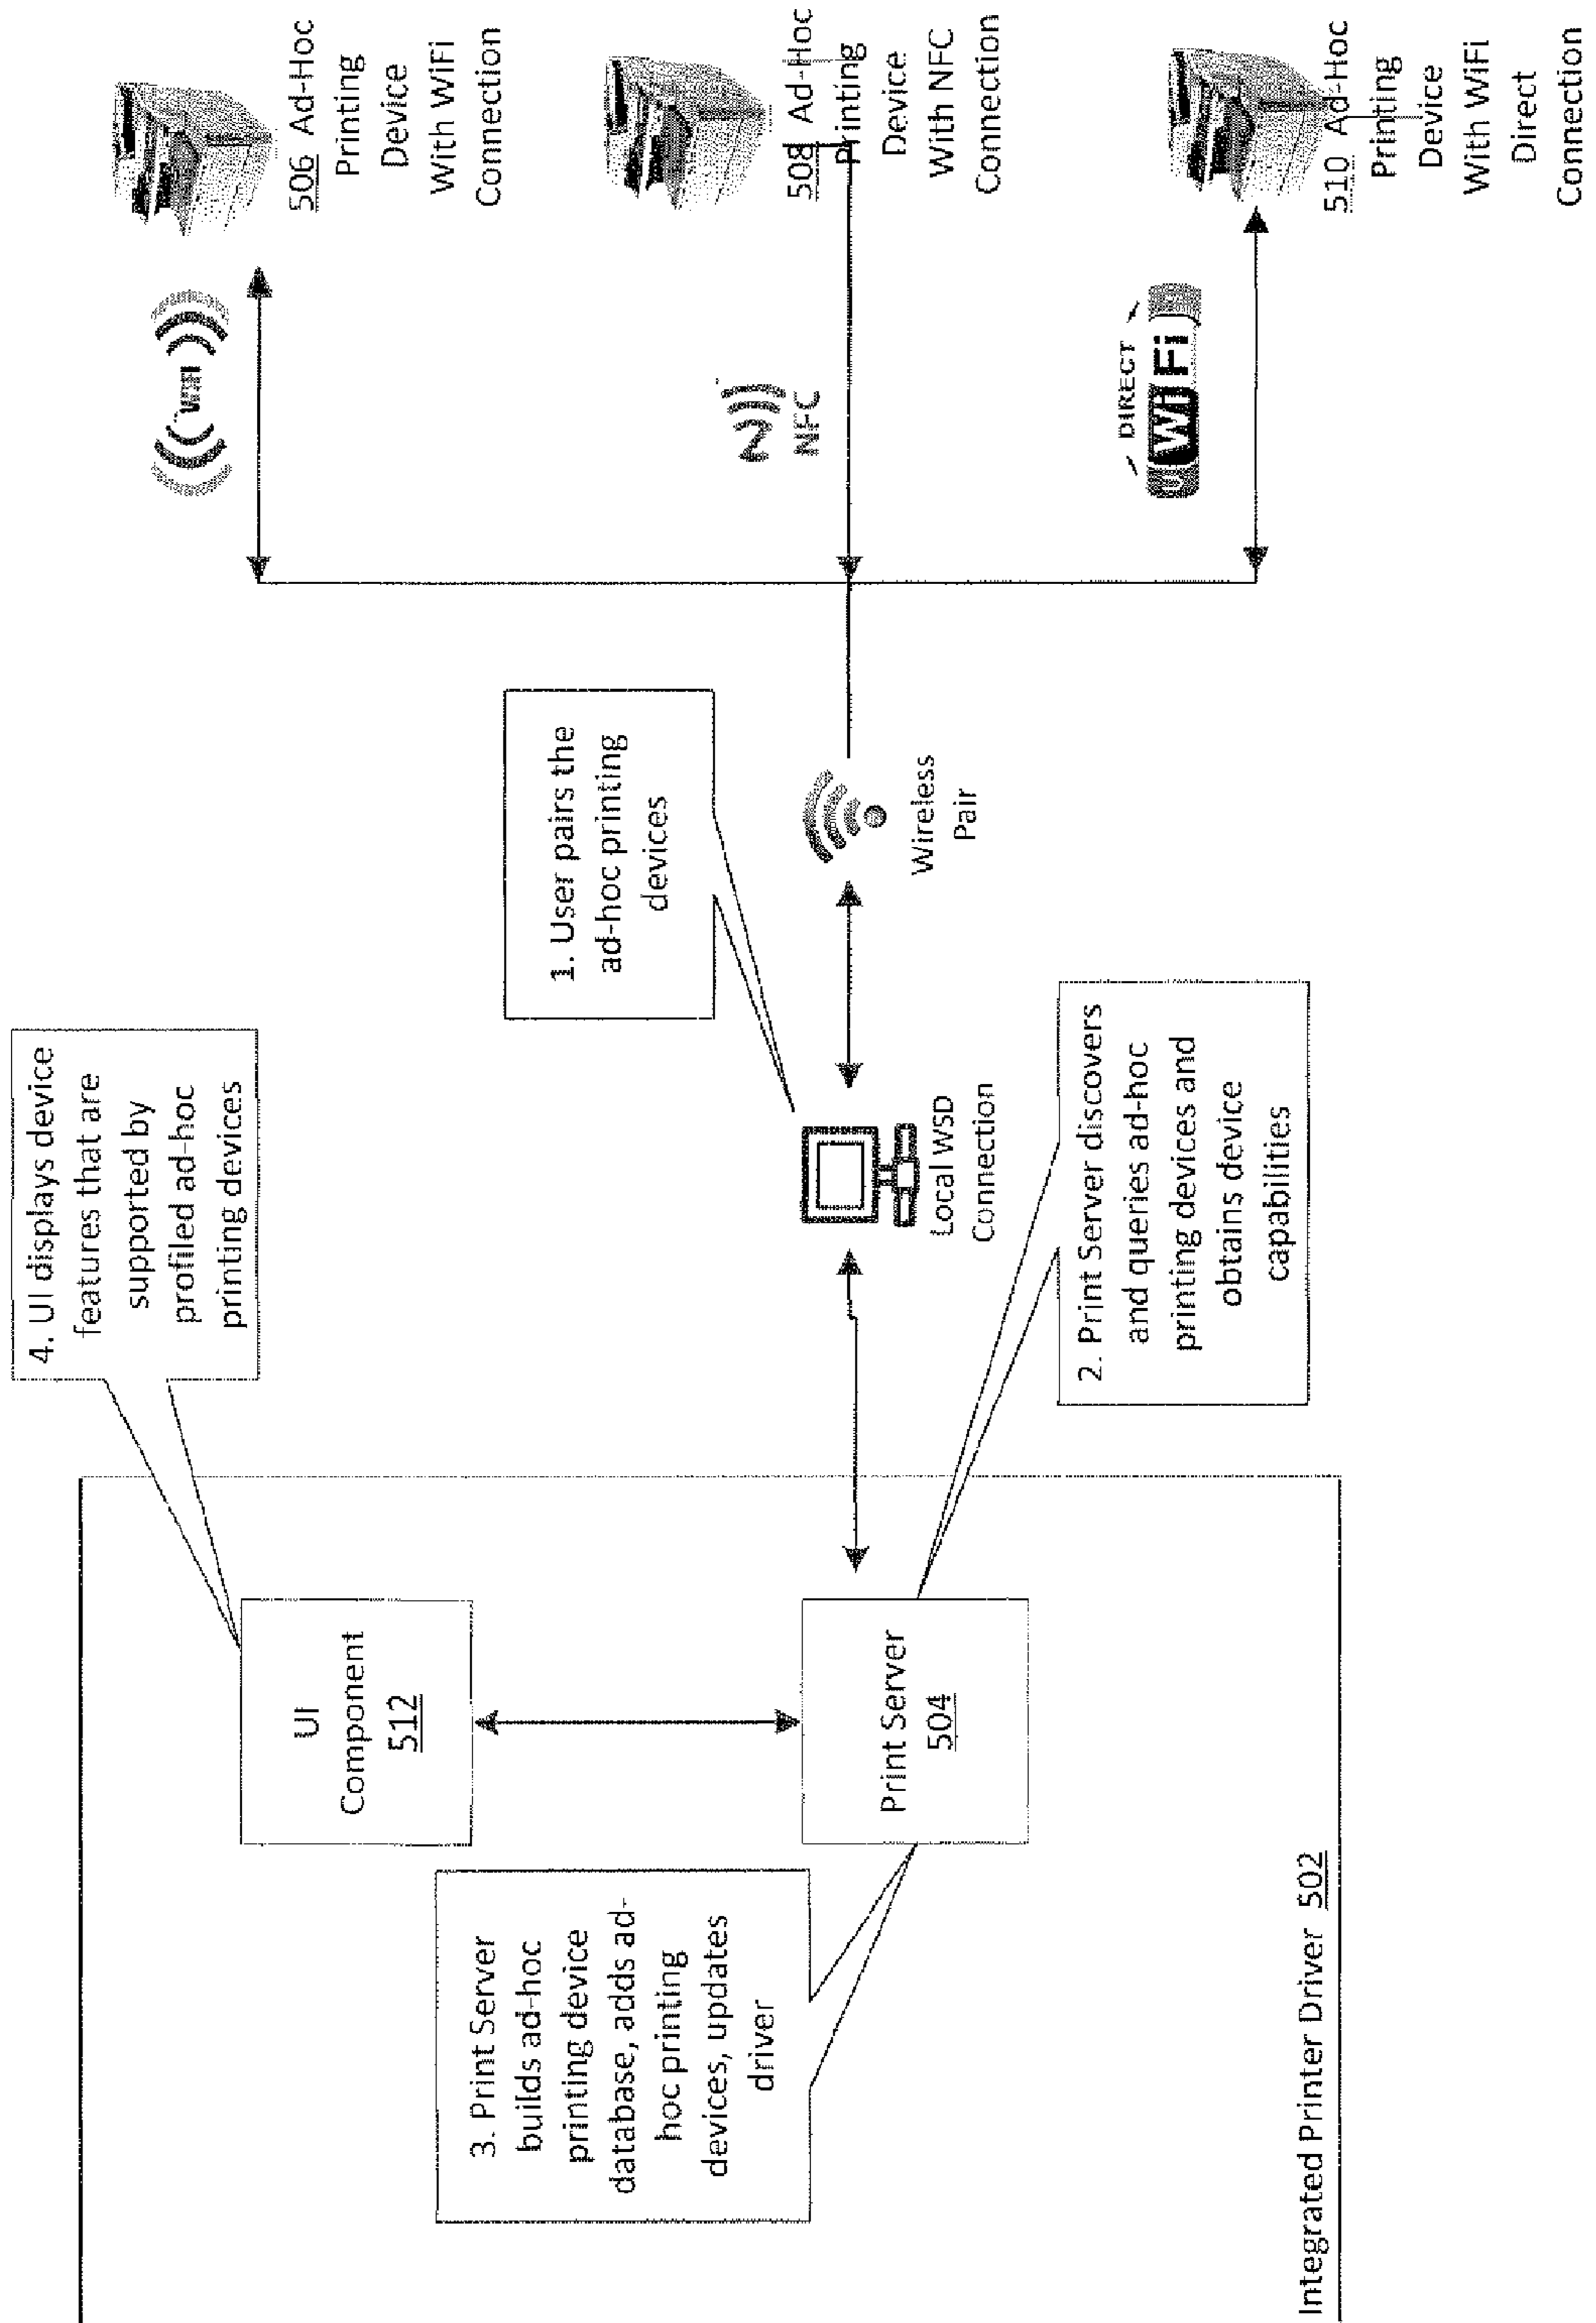 4. UI displays device
features that are
supported by
profiled ad-hoc
printing devices
UI
Component
512
3. Print Server
builds ad-hoc
printing device
database, adds ad-
hoc printing
devices, updates
driver
Print Server
504
Integrated Printer Driver 502
2. Print Server discovers
and queries ad-hoc
printing devices and
obtains device
capabilities
Local WSD
Connection
1. User pairs the
ad-hoc printing
devices
Wireless
Pair
WiFi
506 Ad-Hoc
Printing
Device
With WiFi
Connection
NFC
508 Ad-Hoc
Printing
Device
With NFC
Connection
DIRECT
Wi Fi
510 Ad-Hoc
Printing
Device
With WiFi
Direct
Connection